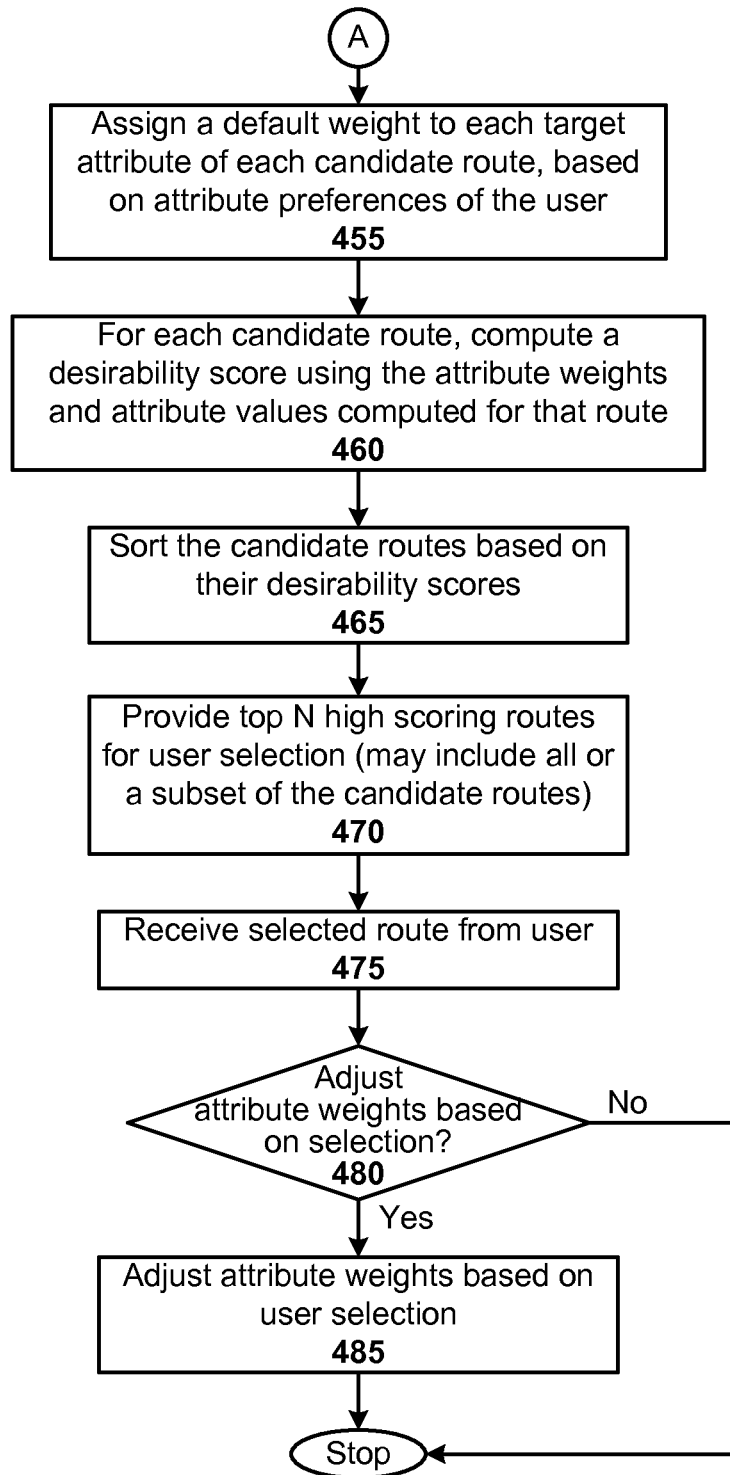 A
Assign a default weight to each target
attribute of each candidate route, based
on attribute preferences of the user
455
For each candidate route, compute a
desirability score using the attribute weights
and attribute values computed for that route
460
Sort the candidate routes based on
their desirability scores
465
Provide top N high scoring routes
for user selection (may include all or
a subset of the candidate routes)
470
Receive selected route from user
475
Adjust
attribute weights based
on selection?
480
No
Yes
Adjust attribute weights based on
user selection
485
Stop